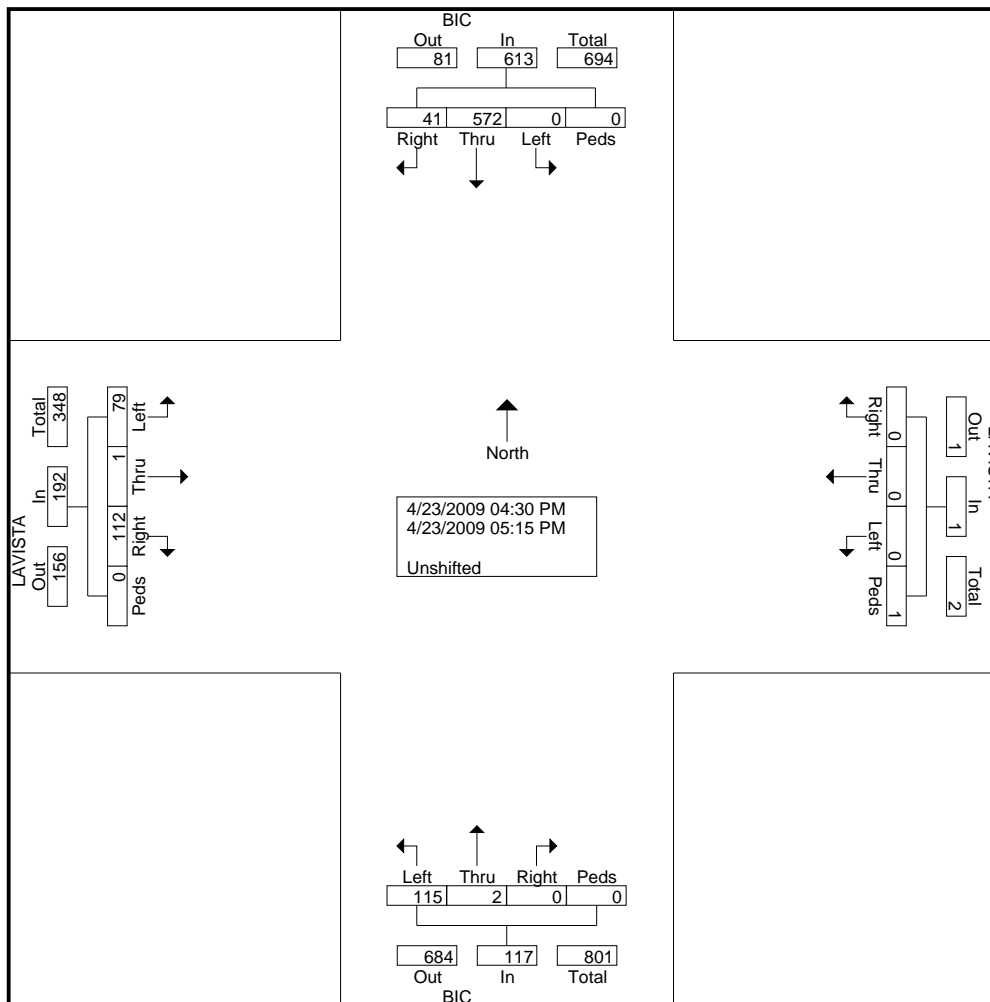 BIC
Out In Total
81 613 694
41 572 0 0
Right Thru Left Peds
LAVISTA
Out In Total
156 192 348
79 1 112 0
Left Thru Right Peds
North
4/23/2009 04:30 PM
4/23/2009 05:15 PM
Unshifted
Right Thru Left Peds
0 0 0 1
Out In Total
1 1 2
Left Thru Right Peds
115 2 0 0
684 117 801
Out In Total
BIC